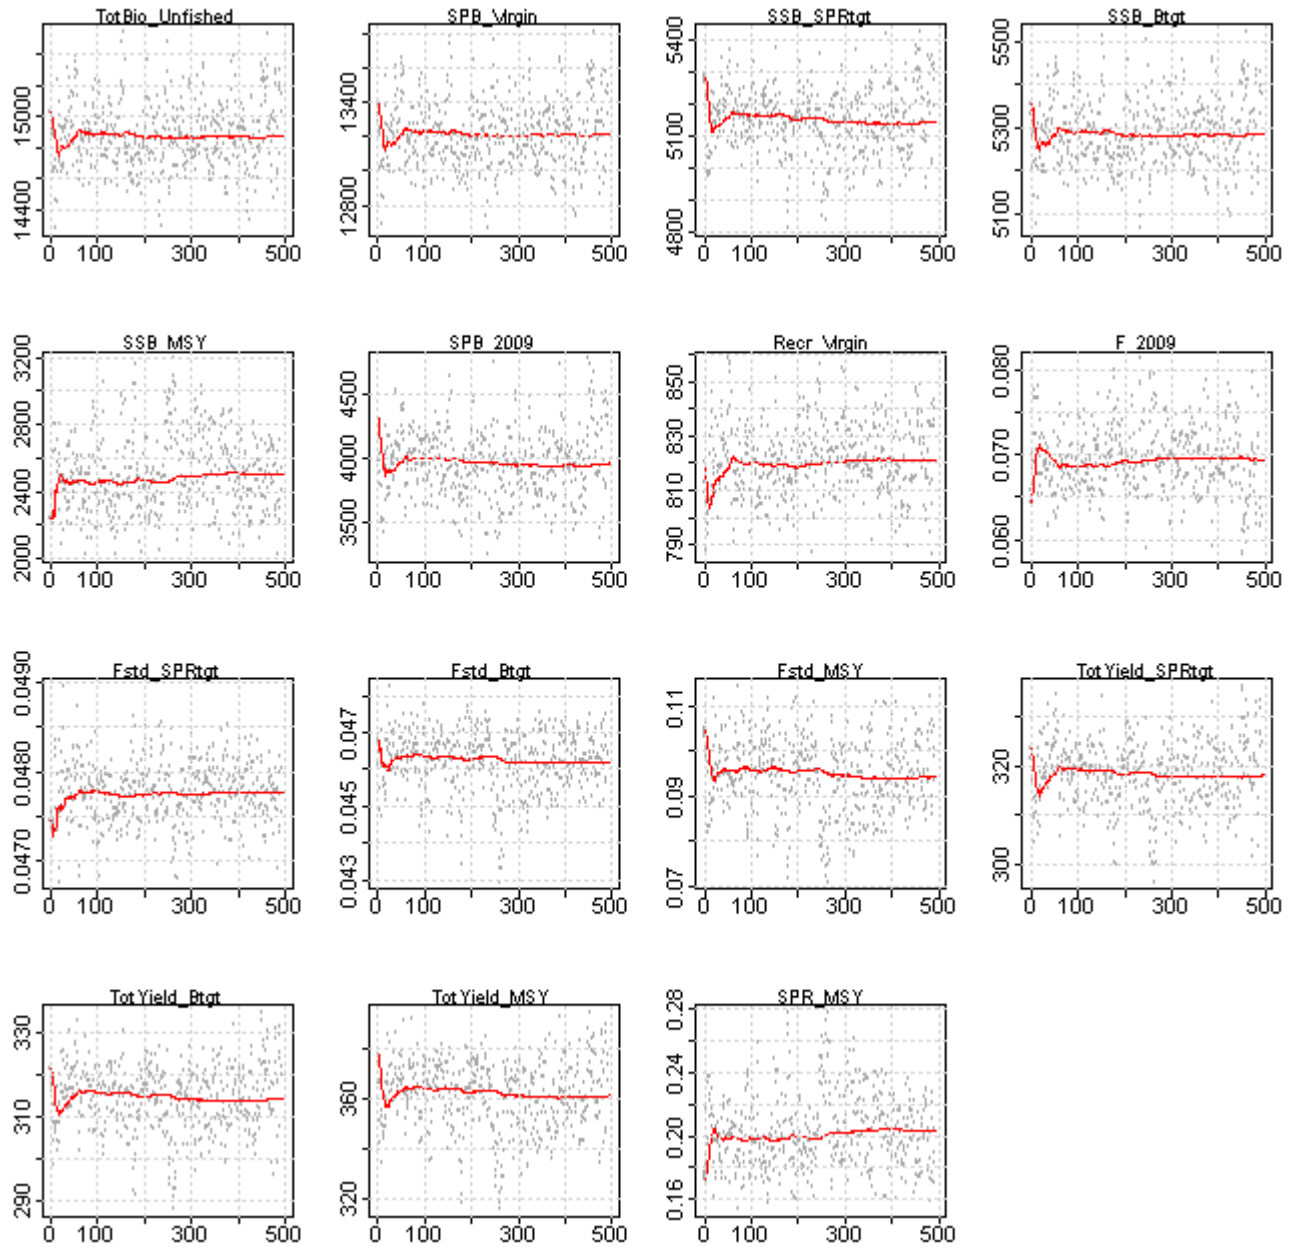 TotBio_Unfished
14400 15000
0 100 300 500
SPB_Virgin
12800 13400
0 100 300 500
SSB_SPRtgt
4800 5100 5400
0 100 300 500
SSB_Btgt
5100 5300 5500
0 100 300 500
SSB_MSY
2000 2400 2800 3200
0 100 300 500
SPB_2009
3500 4000 4500
0 100 300 500
Recr_Virgin
790 810 830 850
0 100 300 500
F_2009
0.060 0.070 0.080
0 100 300 500
Fstd_SPRtgt
0.0470 0.0480 0.0490
0 100 300 500
Fstd_Btgt
0.043 0.045 0.047
0 100 300 500
Fstd_MSY
0.07 0.09 0.11
0 100 300 500
TotYield_SPRtgt
300 320
0 100 300 500
TotYield_Btgt
290 310 330
0 100 300 500
TotYield_MSY
320 360
0 100 300 500
SPR_MSY
0.16 0.20 0.24 0.28
0 100 300 500